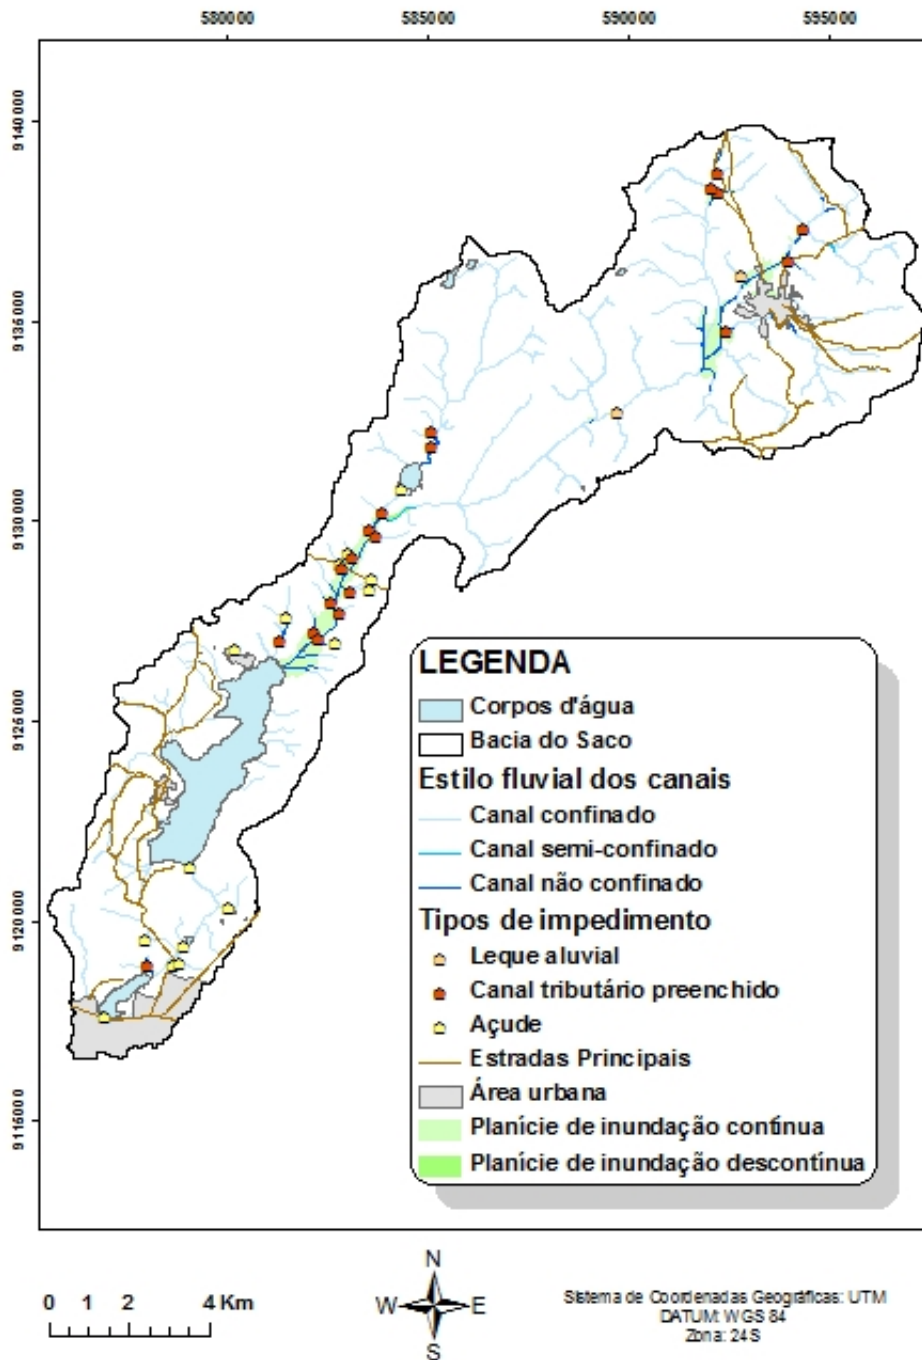 580000 585000 590000 595000
9140000
9135000
9130000
9125000
9120000
9115000
LEGENDA
Corpos d'água
Bacia do Saco
Estilo fluvial dos canais
Canal confinado
Canal semi-confinado
Canal não confinado
Tipos de impedimento
Leque aluvial
Canal tributário preenchido
Açude
Estradas Principais
Área urbana
Planície de inundação contínua
Planície de inundação descontínua
0 1 2 4 Km
N
W E
S
Sistema de Coordenadas Geográficas: UTM
DATUM: WGS 84
Zona: 24S